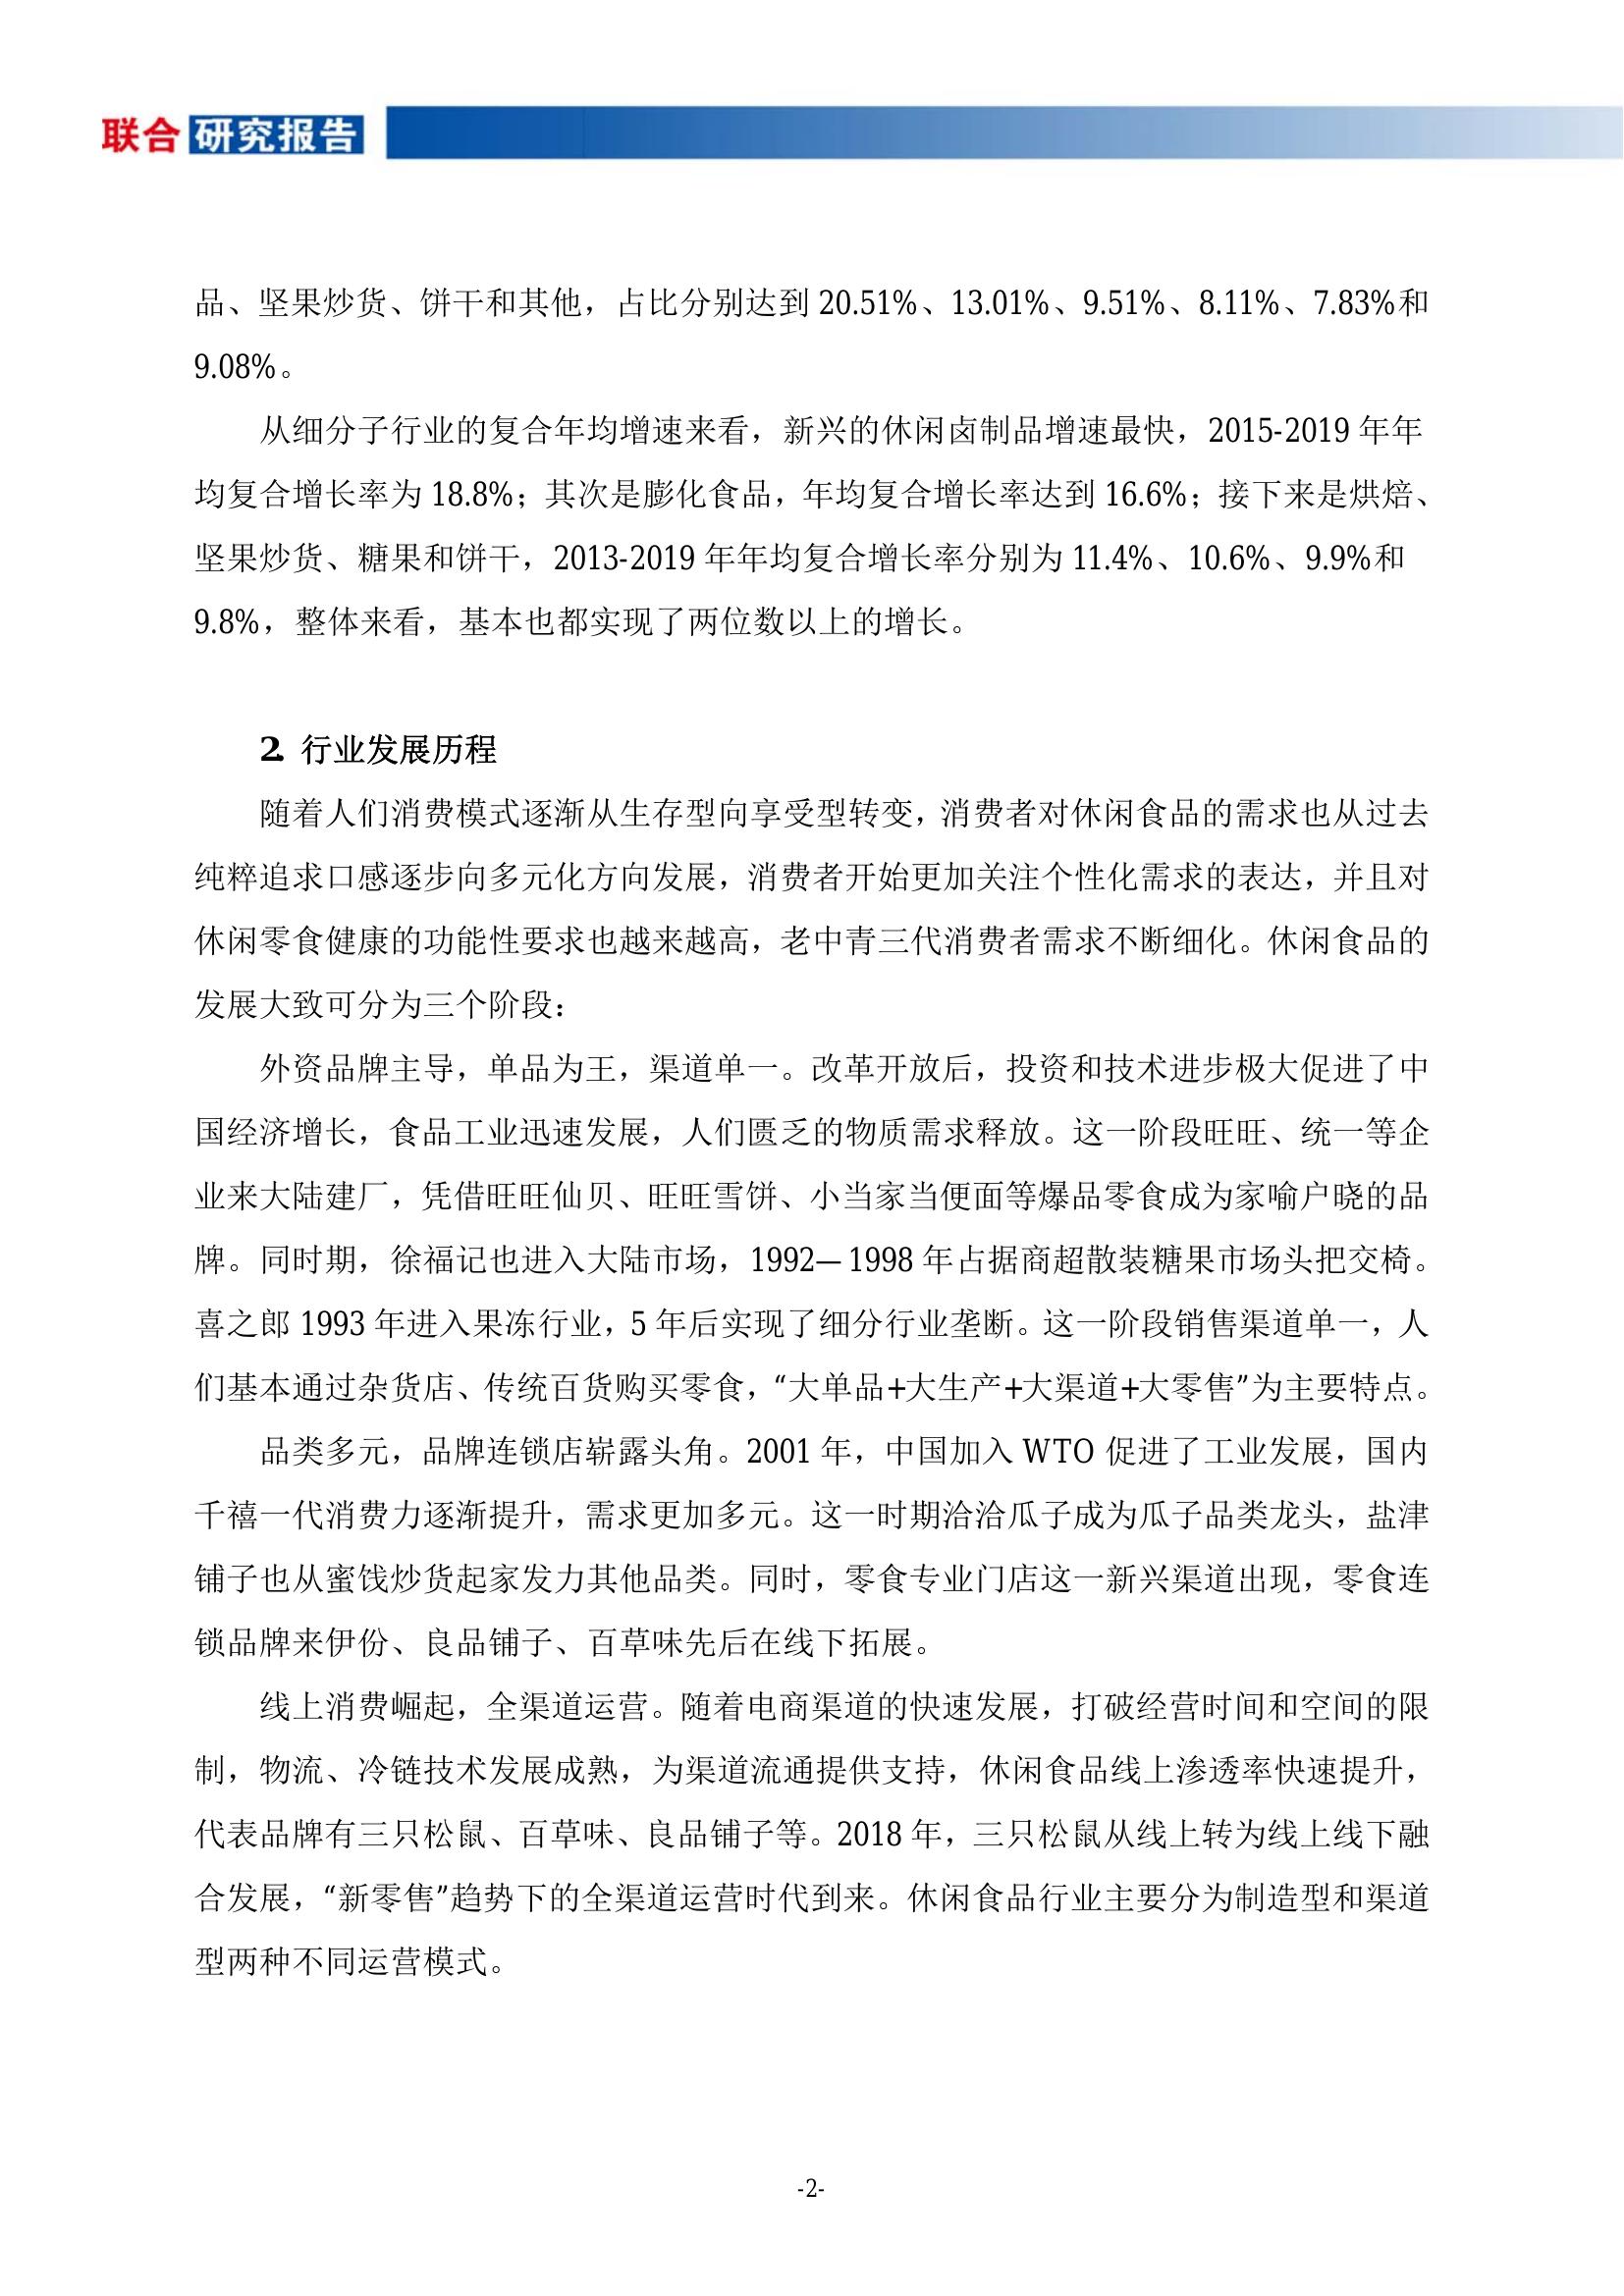 联合研究报告
品、坚果炒货、饼干和其他，占比分别达到 20.51%、13.01%、9.51%、8.11%、7.83%和
9.08%。
从细分子行业的复合年均增速来看，新兴的休闲卤制品增速最快，2015-2019 年年
均复合增长率为 18.8%；其次是膨化食品，年均复合增长率达到 16.6%；接下来是烘焙、
坚果炒货、糖果和饼干，2013-2019 年年均复合增长率分别为 11.4%、10.6%、9.9%和
9.8%，整体来看，基本也都实现了两位数以上的增长。
2. 行业发展历程
随着人们消费模式逐渐从生存型向享受型转变，消费者对休闲食品的需求也从过去
纯粹追求口感逐步向多元化方向发展，消费者开始更加关注个性化需求的表达，并且对
休闲零食健康的功能性要求也越来越高，老中青三代消费者需求不断细化。休闲食品的
发展大致可分为三个阶段：
外资品牌主导，单品为王，渠道单一。改革开放后，投资和技术进步极大促进了中
国经济增长，食品工业迅速发展，人们匮乏的物质需求释放。这一阶段旺旺、统一等企
业来大陆建厂，凭借旺旺仙贝、旺旺雪饼、小当家当便面等爆品零食成为家喻户晓的品
牌。同时期，徐福记也进入大陆市场，1992—1998 年占据商超散装糖果市场头把交椅。
喜之郎 1993 年进入果冻行业，5 年后实现了细分行业垄断。这一阶段销售渠道单一，人
们基本通过杂货店、传统百货购买零食，“大单品+大生产+大渠道+大零售”为主要特点。
品类多元，品牌连锁店崭露头角。2001 年，中国加入 WTO 促进了工业发展，国内
千禧一代消费力逐渐提升，需求更加多元。这一时期洽洽瓜子成为瓜子品类龙头，盐津
铺子也从蜜饯炒货起家发力其他品类。同时，零食专业门店这一新兴渠道出现，零食连
锁品牌来伊份、良品铺子、百草味先后在线下拓展。
线上消费崛起，全渠道运营。随着电商渠道的快速发展，打破经营时间和空间的限
制，物流、冷链技术发展成熟，为渠道流通提供支持，休闲食品线上渗透率快速提升，
代表品牌有三只松鼠、百草味、良品铺子等。2018 年，三只松鼠从线上转为线上线下融
合发展，“新零售”趋势下的全渠道运营时代到来。休闲食品行业主要分为制造型和渠道
型两种不同运营模式。
-2-